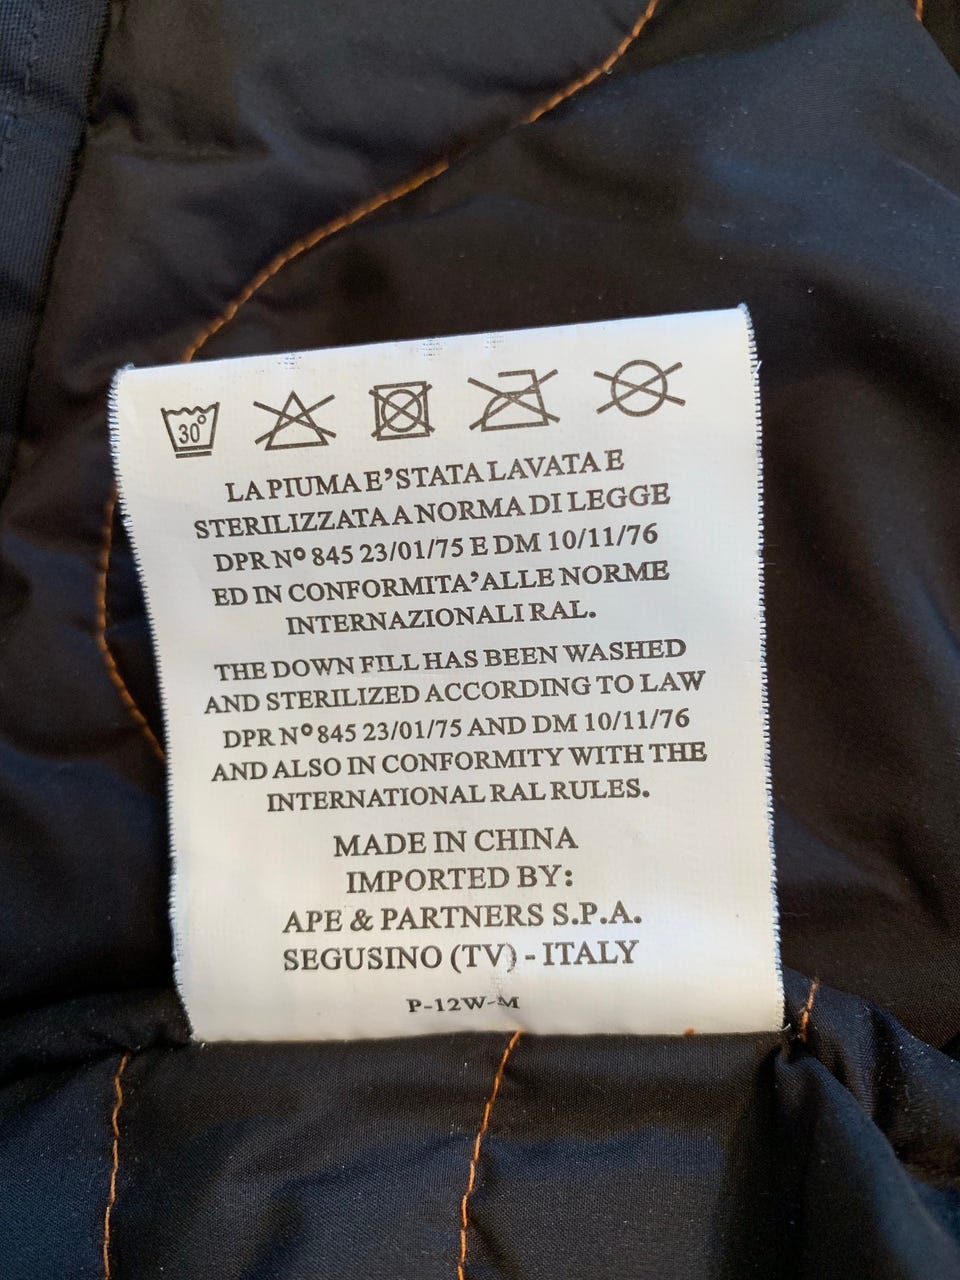 30°
LA PIUMA E'STATA LAVATA E
STERILIZZATA A NORMA DI LEGGE
DPR Nº 845 23/01/75 E DM 10/11/76
ED IN CONFORMITA'ALLE NORME
INTERNAZIONALI RAL.
THE DOWN FILL HAS BEEN WASHED
AND STERILIZED ACCORDING TO LAW
DPR Nº 845 23/01/75 AND DM 10/11/76
AND ALSO IN CONFORMITY WITH THE
INTERNATIONAL RAL RULES.
MADE IN CHINA
IMPORTED BY:
APE & PARTNERS S.P.A.
SEGUSINO (TV) - ITALY
P-12W-M